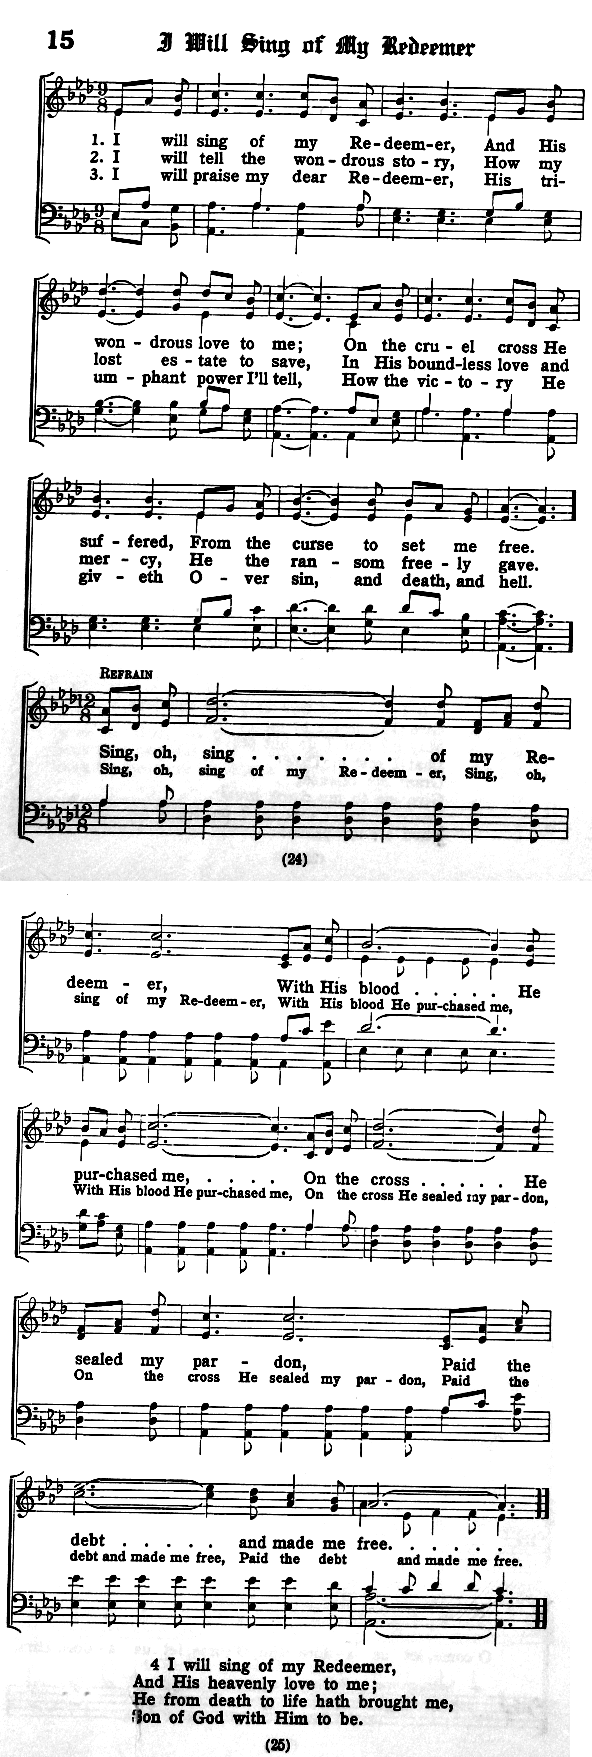 15 I Will Sing of My Redeemer
1. I will sing of my Re-deem-er, And His
2. I will tell the won-drous sto-ry, How my
3. I will praise my dear Re-deem-er, His tri-
won-drous love to me; On the cru-el cross He
lost es-tate to save, In His bound-less love and
um-phant power I'll tell, How the vic-to-ry He
suf-fered, From the curse to set me free.
mer-cy, He the ran-som free-ly gave.
giv-eth O-ver sin, and death, and hell.
REFRAIN
Sing, oh, sing . . . . . . . of my Re-
Sing, oh, sing of my Re-deem-er, Sing, oh,
(24)
deem-er, With His blood . . . . . He
sing of my Re-deem-er, With His blood He pur-chased me,
pur-chased me, . . . . On the cross . . . . . He
With His blood He pur-chased me, On the cross He sealed my par-don,
sealed my par-don, Paid the
On the cross He sealed my par-don, Paid the
debt . . . . . and made me free. . . . . .
debt and made me free, Paid the debt and made me free.
4 I will sing of my Redeemer,
And His heavenly love to me;
He from death to life hath brought me,
Son of God with Him to be.
(25)